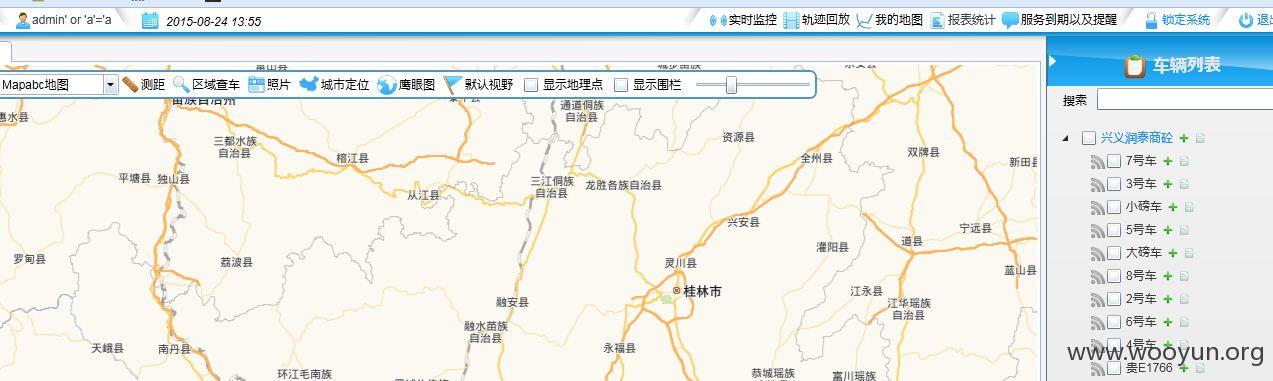 admin' or 'a'='a 2015-08-24 13:55 实时监控 轨迹回放 我的地图 报表统计 服务到期以及提醒 锁定系统
Mapabc地图 测距 区域查车 照片 城市定位 鹰眼图 默认视野 显示地理点 显示围栏
车辆列表
搜索
兴义润泰商砼
7号车
3号车
小磅车
5号车
大磅车
8号车
2号车
6号车
4号车
贵E1766
通道侗族
自治县
资源县
三都水族
自治县
榕江县
全州县
双牌县
新田县
平塘县
独山县
从江县
三江侗族
自治县
龙胜各族自治县
兴安县
宁远县
道县
灌阳县
罗甸县
荔波县
灵川县
蓝山县
桂林市
江永县
江华瑶族
自治县
融安县
融水苗族
自治县
天峨县
南丹县
永福县
环江毛南族
恭城瑶族
富川瑶族
www.wooyun.org